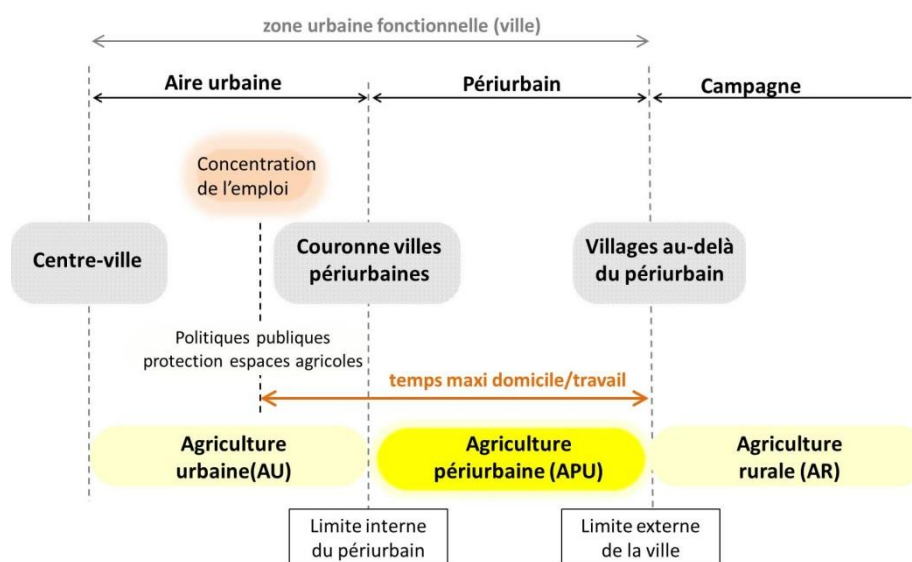 zone urbaine fonctionnelle (ville)
Aire urbaine
Périurbain
Campagne
Concentration
de l’emploi
Centre-ville
Couronne villes
périurbaines
Villages au-delà
du périurbain
Politiques publiques
protection espaces agricoles
temps maxi domicile/travail
Agriculture
urbaine(AU)
Agriculture
périurbaine (APU)
Agriculture
rurale (AR)
Limite interne
du périurbain
Limite externe
de la ville